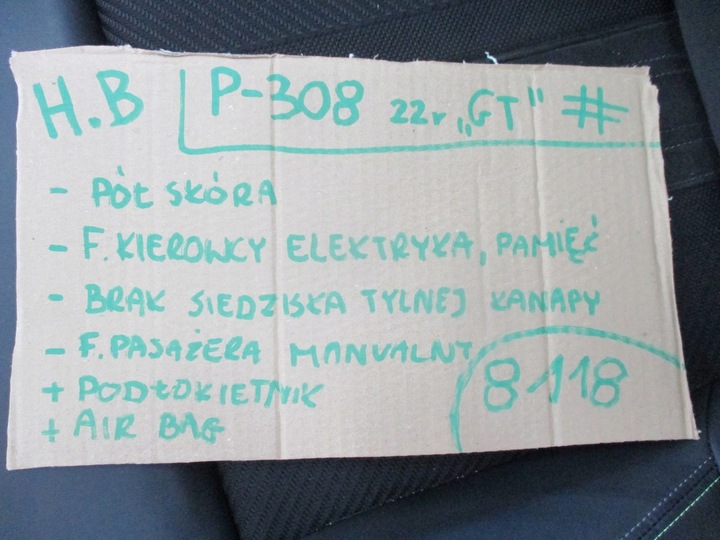 H.B P-308 22r „GT" #
- PÓŁ SKÓRA
- F. KIEROWCY ELEKTRYKA, PAMIĘĆ
- BRAK SIEDZISKA TYLNEJ KANAPY
- F. PASAŻERA MANUALNY
+ PODŁOKIETNIK
+ AIR BAG
8118